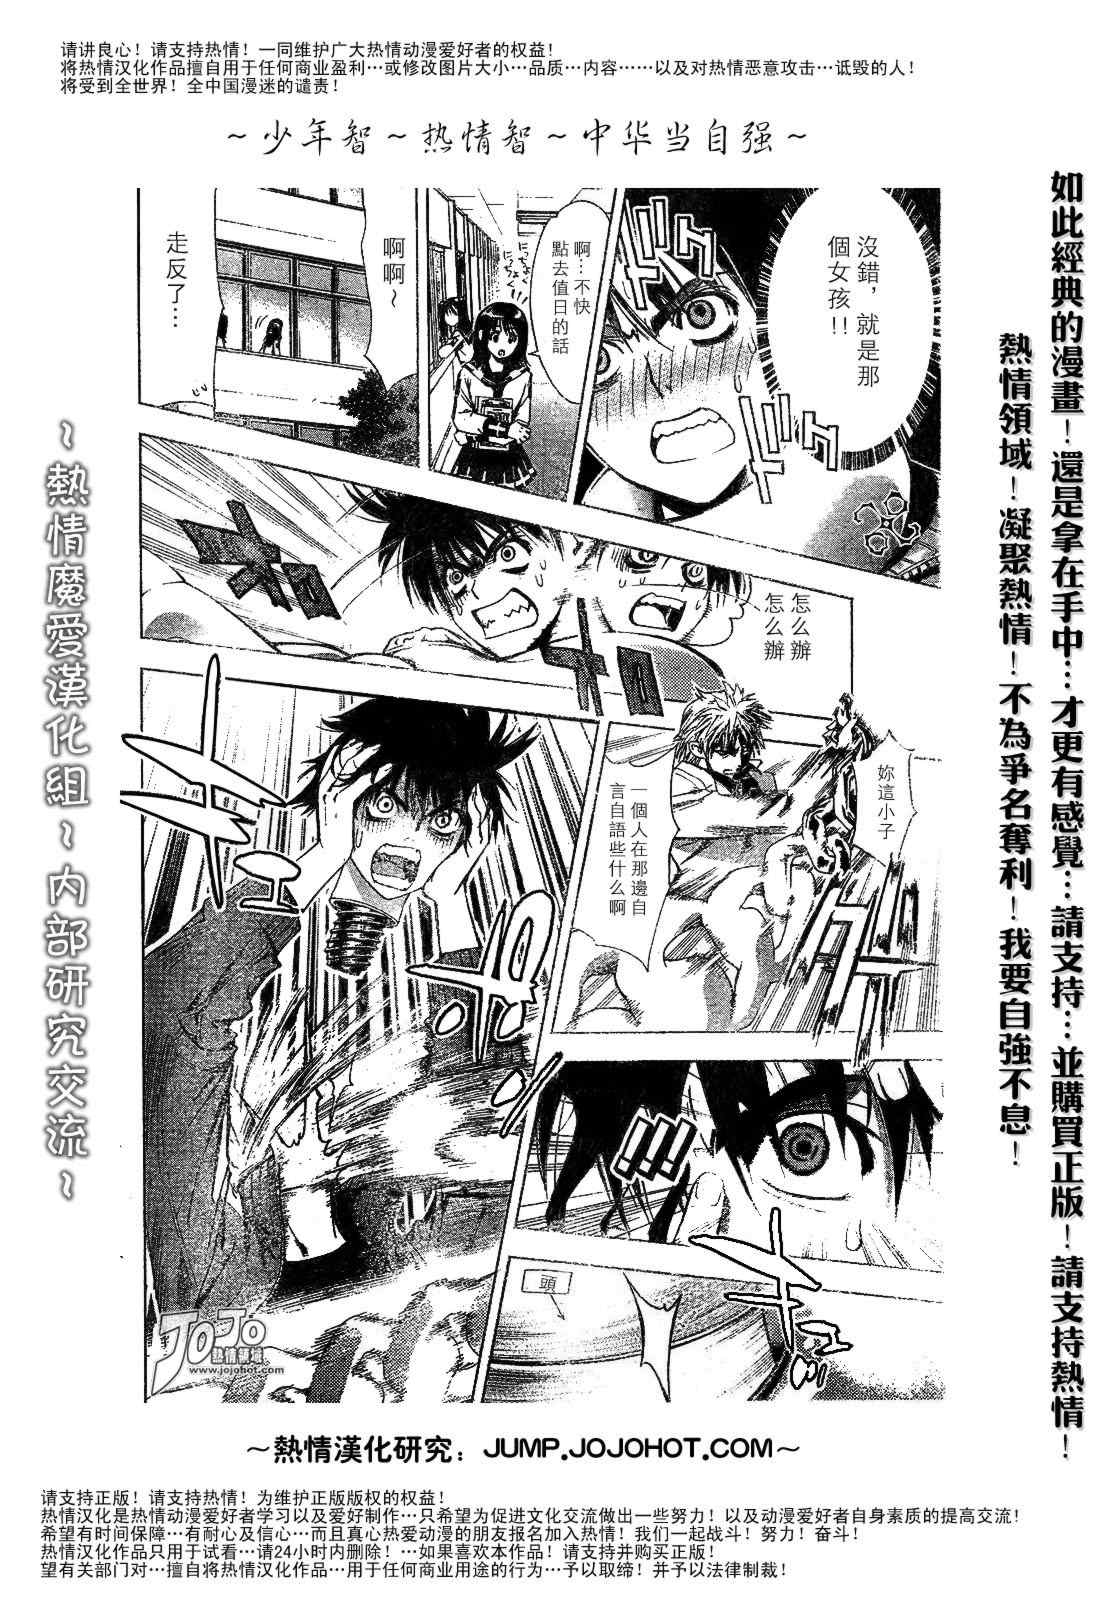 请讲良心！请支持热情！一同维护广大热情动漫爱好者的权益！
将热情汉化作品擅自用于任何商业盈利…或修改图片大小…品质…内容……以及对热情恶意攻击…诋毁的人！
将受到全世界！全中国漫迷的谴责！
～少年智～热情智～中华当自强～
如此經典的漫畫！還是拿在手中…才更有感覺…請支持…並購買正版！請支持熱情！
熱情領域！凝聚熱情！不為爭名奪利！我要自強不息！
～熱情魔愛漢化組～内部研究交流～
沒錯，就是那
個女孩!!
啊…不快
點去值日的話
にっちょく
にっちょく
啊啊～
走反了…
怎么辦
怎么辦
妳這小子
一個人在那邊自
言自語些什么啊
!!!
頭
JoJo
熱情領域
www.jojohot.com
～熱情漢化研究：JUMP.JOJOHOT.COM～
请支持正版！请支持热情！为维护正版版权的权益！
热情汉化是热情动漫爱好者学习以及爱好制作…只希望为促进文化交流做出一些努力！以及动漫爱好者自身素质的提高交流！
希望有时间保障…有耐心及信心…而且真心热爱动漫的朋友报名加入热情！我们一起战斗！努力！奋斗！
热情汉化作品只用于试看…请24小时内删除！…如果喜欢本作品！请支持并购买正版！
望有关部门对…擅自将热情汉化作品…用于任何商业用途的行为…予以取缔！并予以法律制裁！